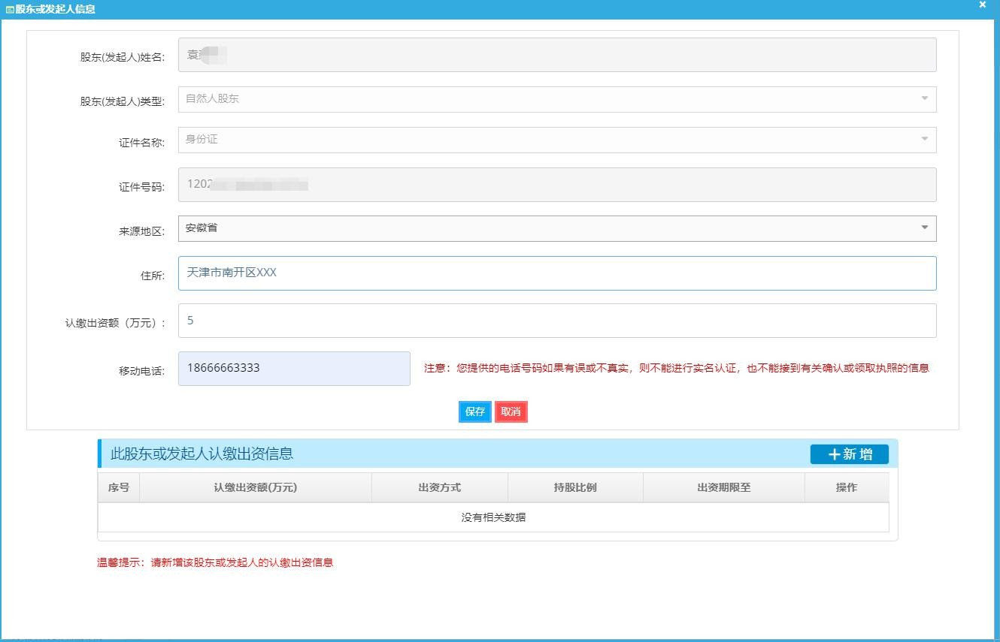 股东或发起人信息
股东(发起人)姓名: 袁
股东(发起人)类型: 自然人股东
证件名称: 身份证
证件号码: 1202
来源地区: 安徽省
住所: 天津市南开区XXX
认缴出资额（万元）: 5
移动电话: 18666663333 注意：您提供的电话号码如果有误或不真实，则不能进行实名认证，也不能接到有关确认或领取执照的信息
保存 取消
此股东或发起人认缴出资信息 新增
序号 认缴出资额(万元) 出资方式 持股比例 出资期限至 操作
没有相关数据
温馨提示：请新增该股东或发起人的认缴出资信息